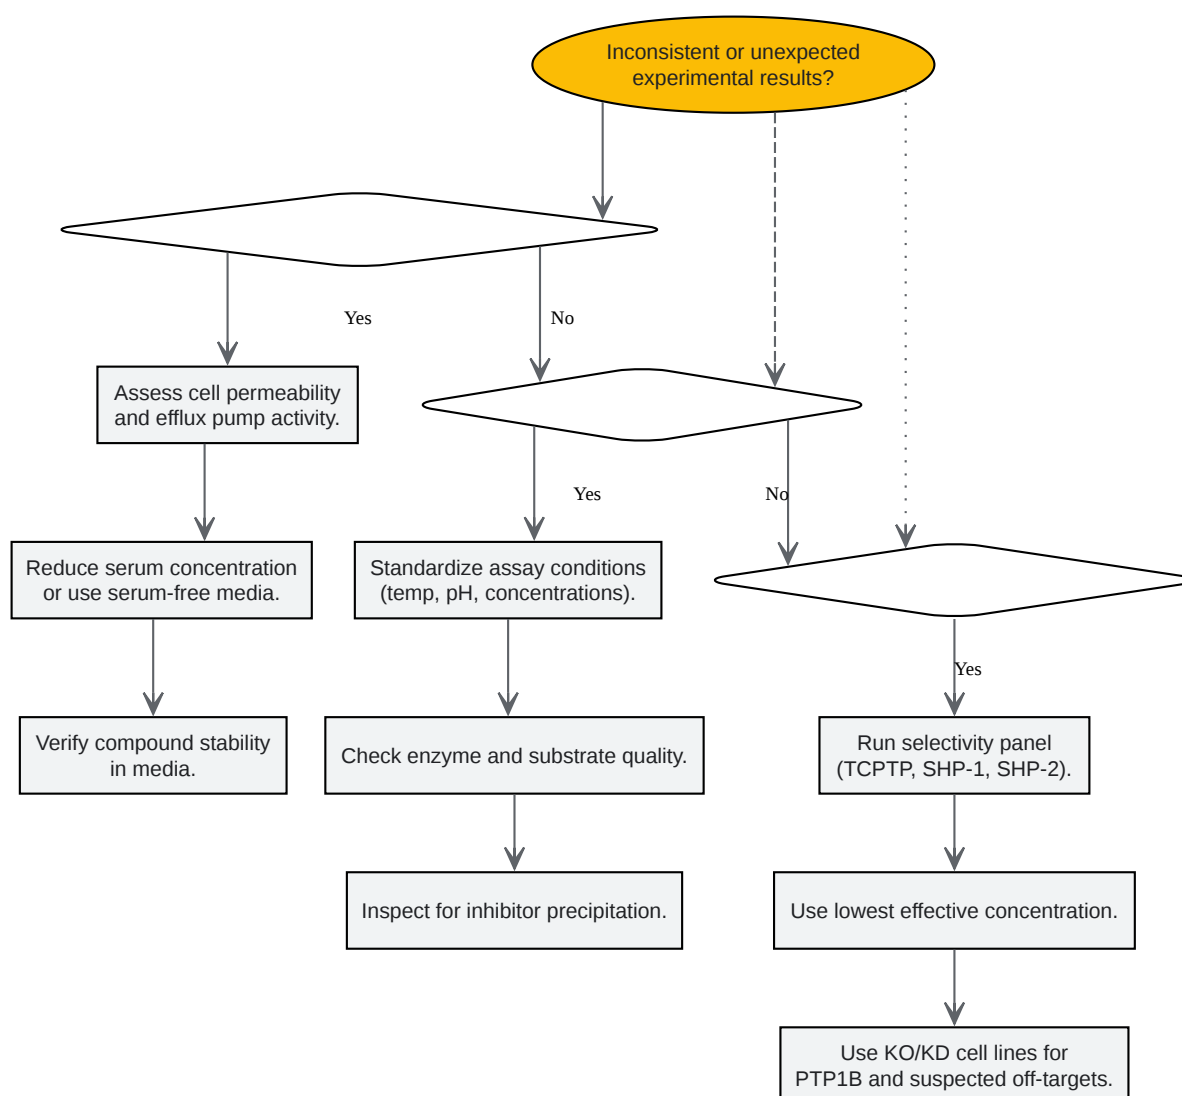 Inconsistent or unexpected
experimental results?
Yes
No
Assess cell permeability
and efflux pump activity.
Yes
No
Reduce serum concentration
or use serum-free media.
Standardize assay conditions
(temp, pH, concentrations).
Yes
Verify compound stability
in media.
Check enzyme and substrate quality.
Run selectivity panel
(TCPTP, SHP-1, SHP-2).
Inspect for inhibitor precipitation.
Use lowest effective concentration.
Use KO/KD cell lines for
PTP1B and suspected off-targets.